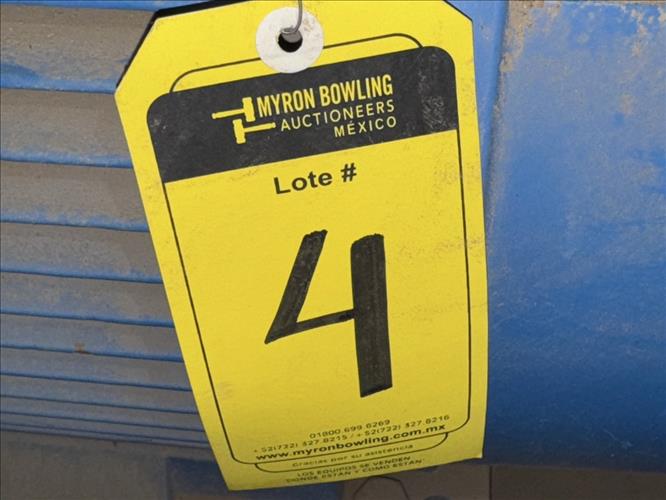 MYRON BOWLING
AUCTIONEERS
MÉXICO
Lote #
4
01800.699.6269
+ 52(722) 327.8215 / + 52(722) 327.8216
www.myronbowling.com.mx
Gracias por su asistencia
LOS EQUIPOS SE VENDEN
"DONDE ESTAN Y COMO ESTAN"